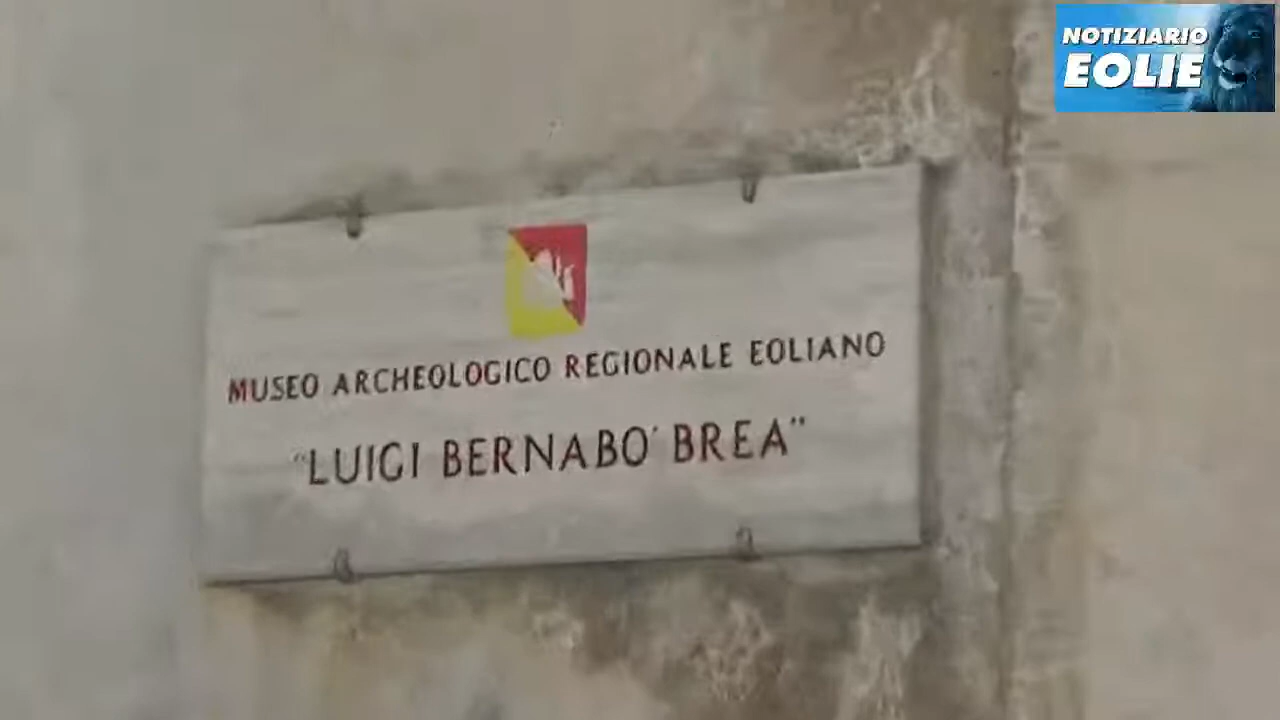 NOTIZIARIO
EOLIE
MUSEO ARCHEOLOGICO REGIONALE EOLIANO
"LUIGI BERNABO' BREA"